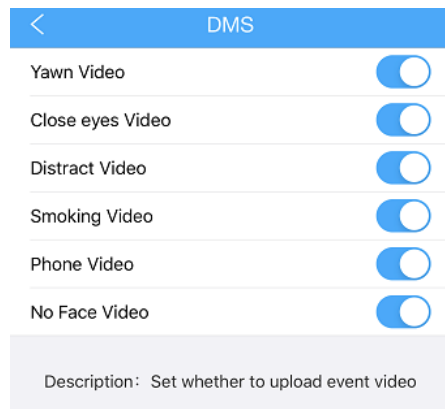 DMS
Yawn Video
Close eyes Video
Distract Video
Smoking Video
Phone Video
No Face Video
Description: Set whether to upload event video